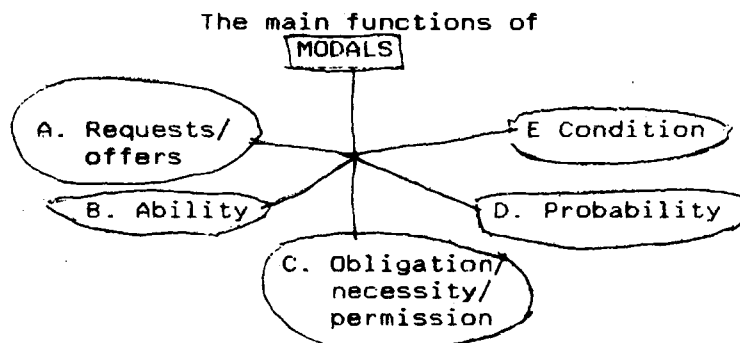 The main functions of
MODALS
A. Requests/
offers
E Condition
B. Ability
D. Probability
C. Obligation/
necessity/
permission